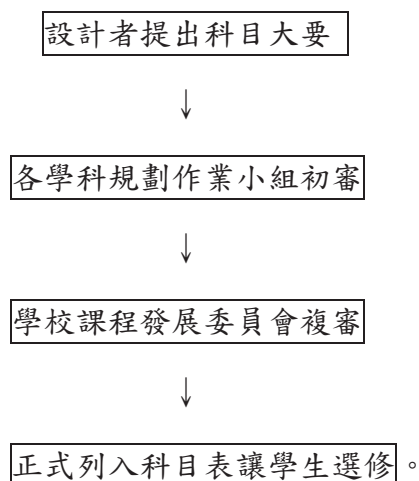 設計者提出科目大要
↓
各學科規劃作業小組初審
↓
學校課程發展委員會複審
↓
正式列入科目表讓學生選修。